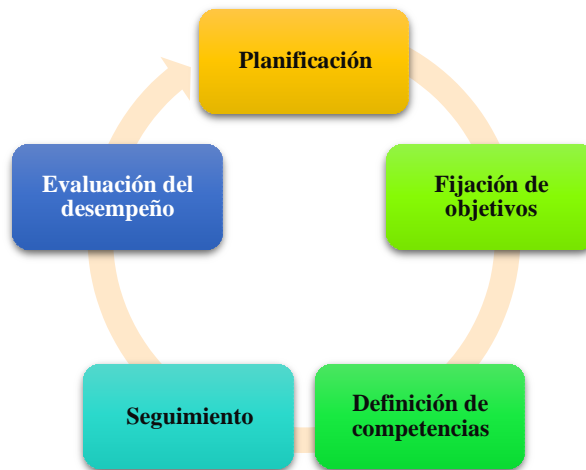 Planificación
Fijación de
objetivos
Definición de
competencias
Seguimiento
Evaluación del
desempeño